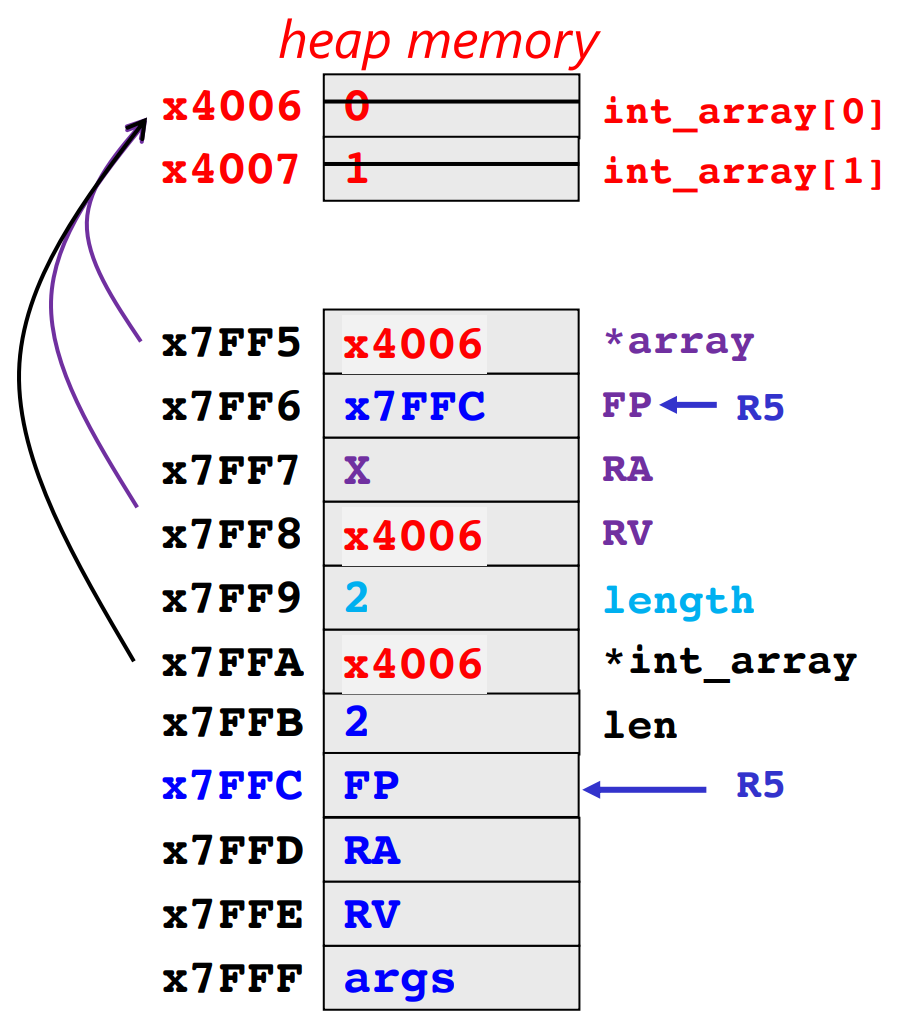 heap memory
x4006 0 int_array[0]
x4007 1 int_array[1]
x7FF5 x4006 *array
x7FF6 x7FFC FP R5
x7FF7 X RA
x7FF8 x4006 RV
x7FF9 2 length
x7FFA x4006 *int_array
x7FFB 2 len
x7FFC FP R5
x7FFD RA
x7FFE RV
x7FFF args